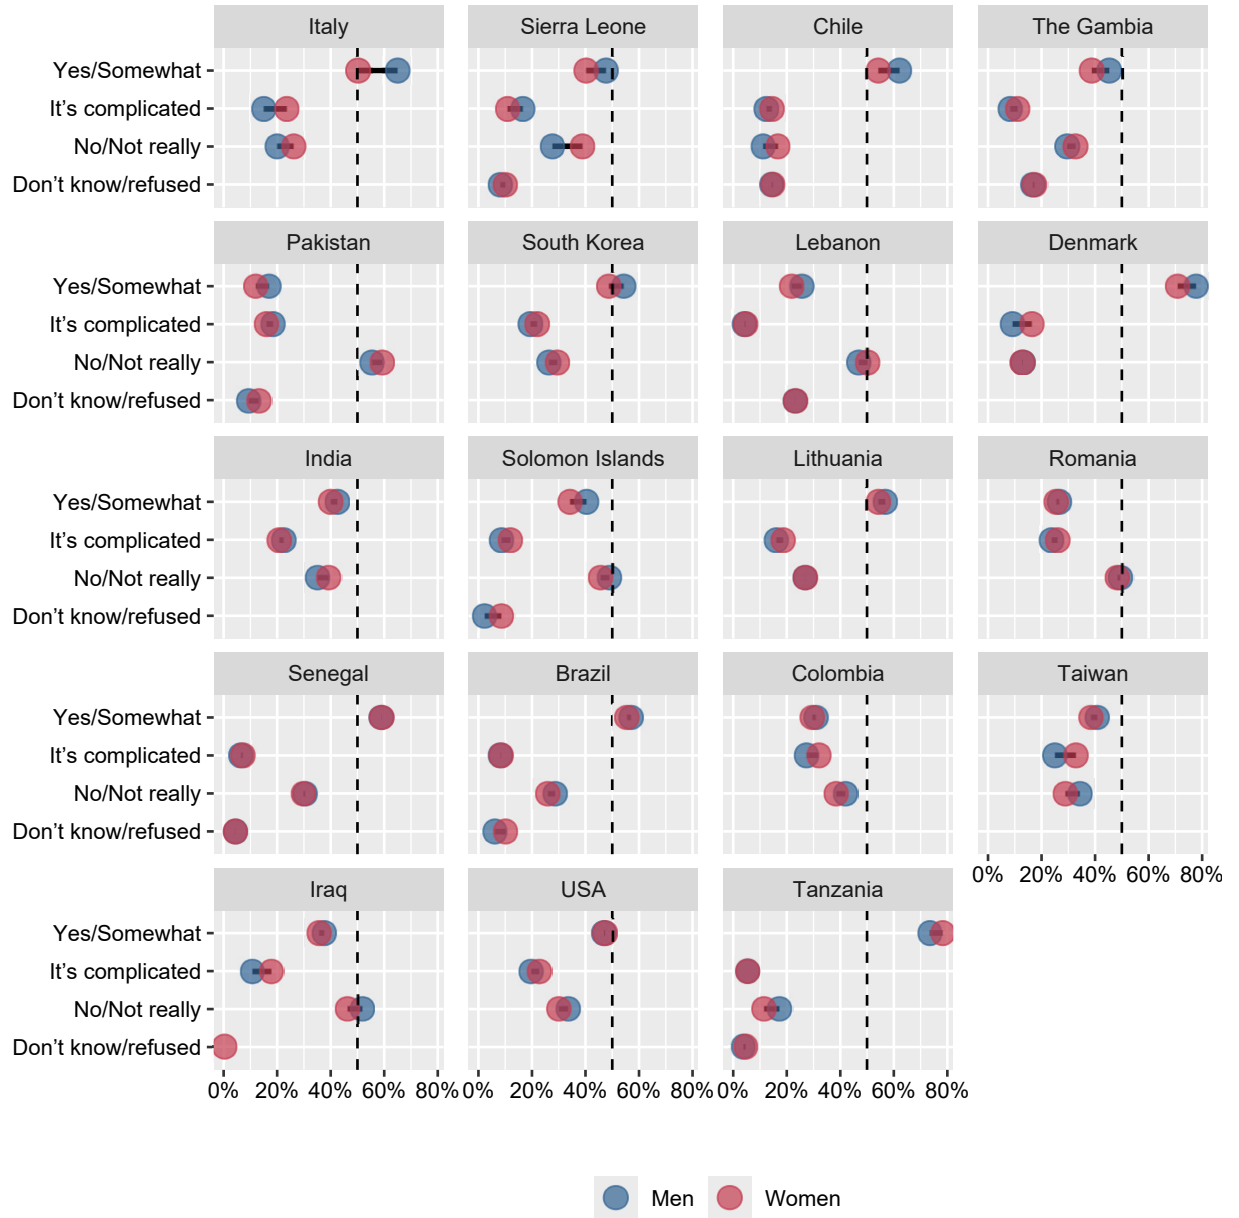 Italy Sierra Leone Chile The Gambia
Yes/Somewhat
It’s complicated
No/Not really
Don’t know/refused
Pakistan South Korea Lebanon Denmark
Yes/Somewhat
It’s complicated
No/Not really
Don’t know/refused
India Solomon Islands Lithuania Romania
Yes/Somewhat
It’s complicated
No/Not really
Don’t know/refused
Senegal Brazil Colombia Taiwan
Yes/Somewhat
It’s complicated
No/Not really
Don’t know/refused
0% 20% 40% 60% 80%
Iraq USA Tanzania
Yes/Somewhat
It’s complicated
No/Not really
Don’t know/refused
0% 20% 40% 60% 80% 0% 20% 40% 60% 80% 0% 20% 40% 60% 80%
Men Women